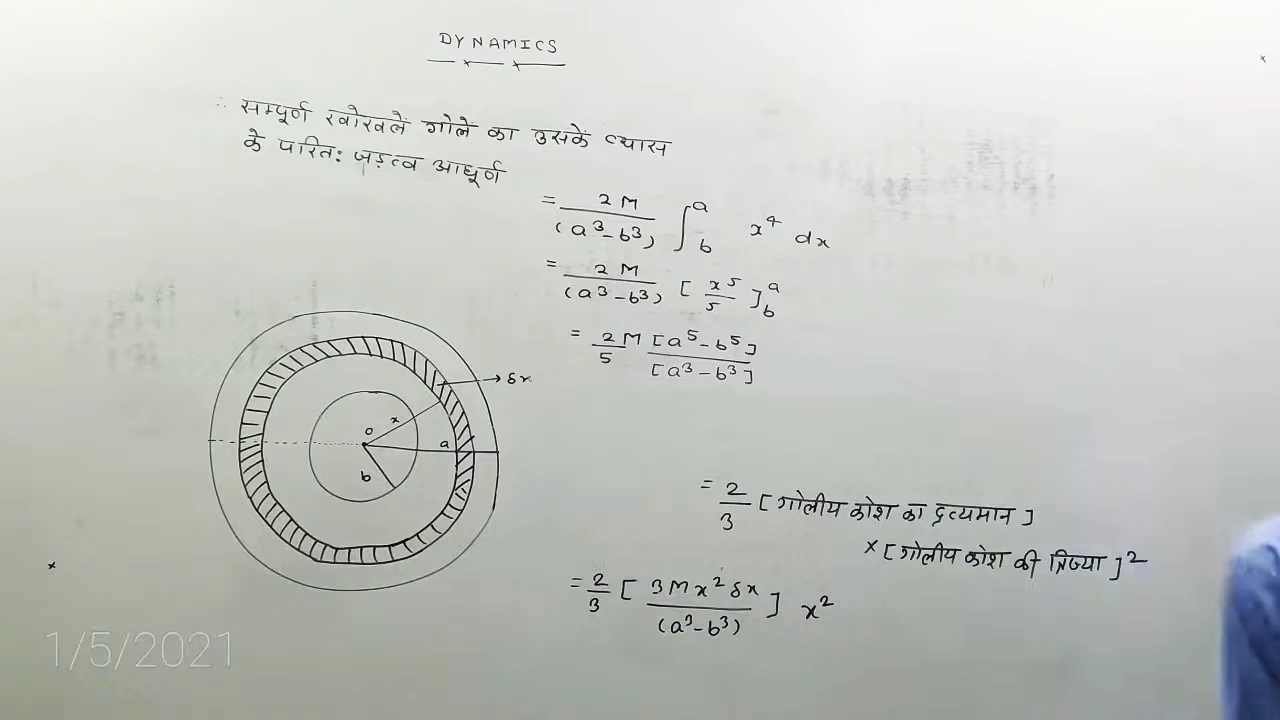 DYNAMICS
∴ सम्पूर्ण खोखलें गोलें का उसकें व्यास
के परित: जड़त्व आघूर्ण
= 2M/(a³-b³) ∫_b^a x⁴ dx
= 2M/(a³-b³) [x⁵/5]_b^a
= 2M/5 [a⁵-b⁵]/[a³-b³]
δx
x
o
a
b
= 2/3 [गोलीय कोश का द्रव्यमान]
× [गोलीय कोश की त्रिज्या]²
= 2/3 [3Mx²δx/(a³-b³)] x²
1/5/2021